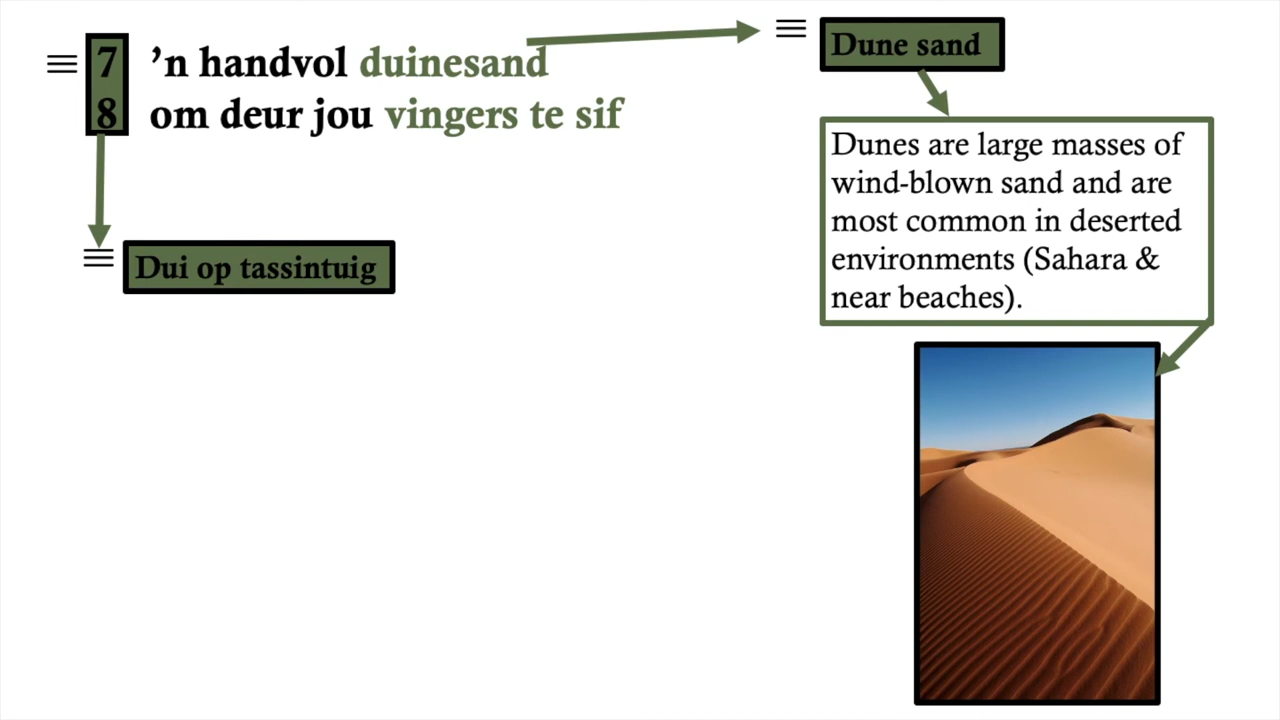 7 ’n handvol duinesand
8 om deur jou vingers te sif
Dui op tassintuig
Dune sand
Dunes are large masses of
wind-blown sand and are
most common in deserted
environments (Sahara &
near beaches).